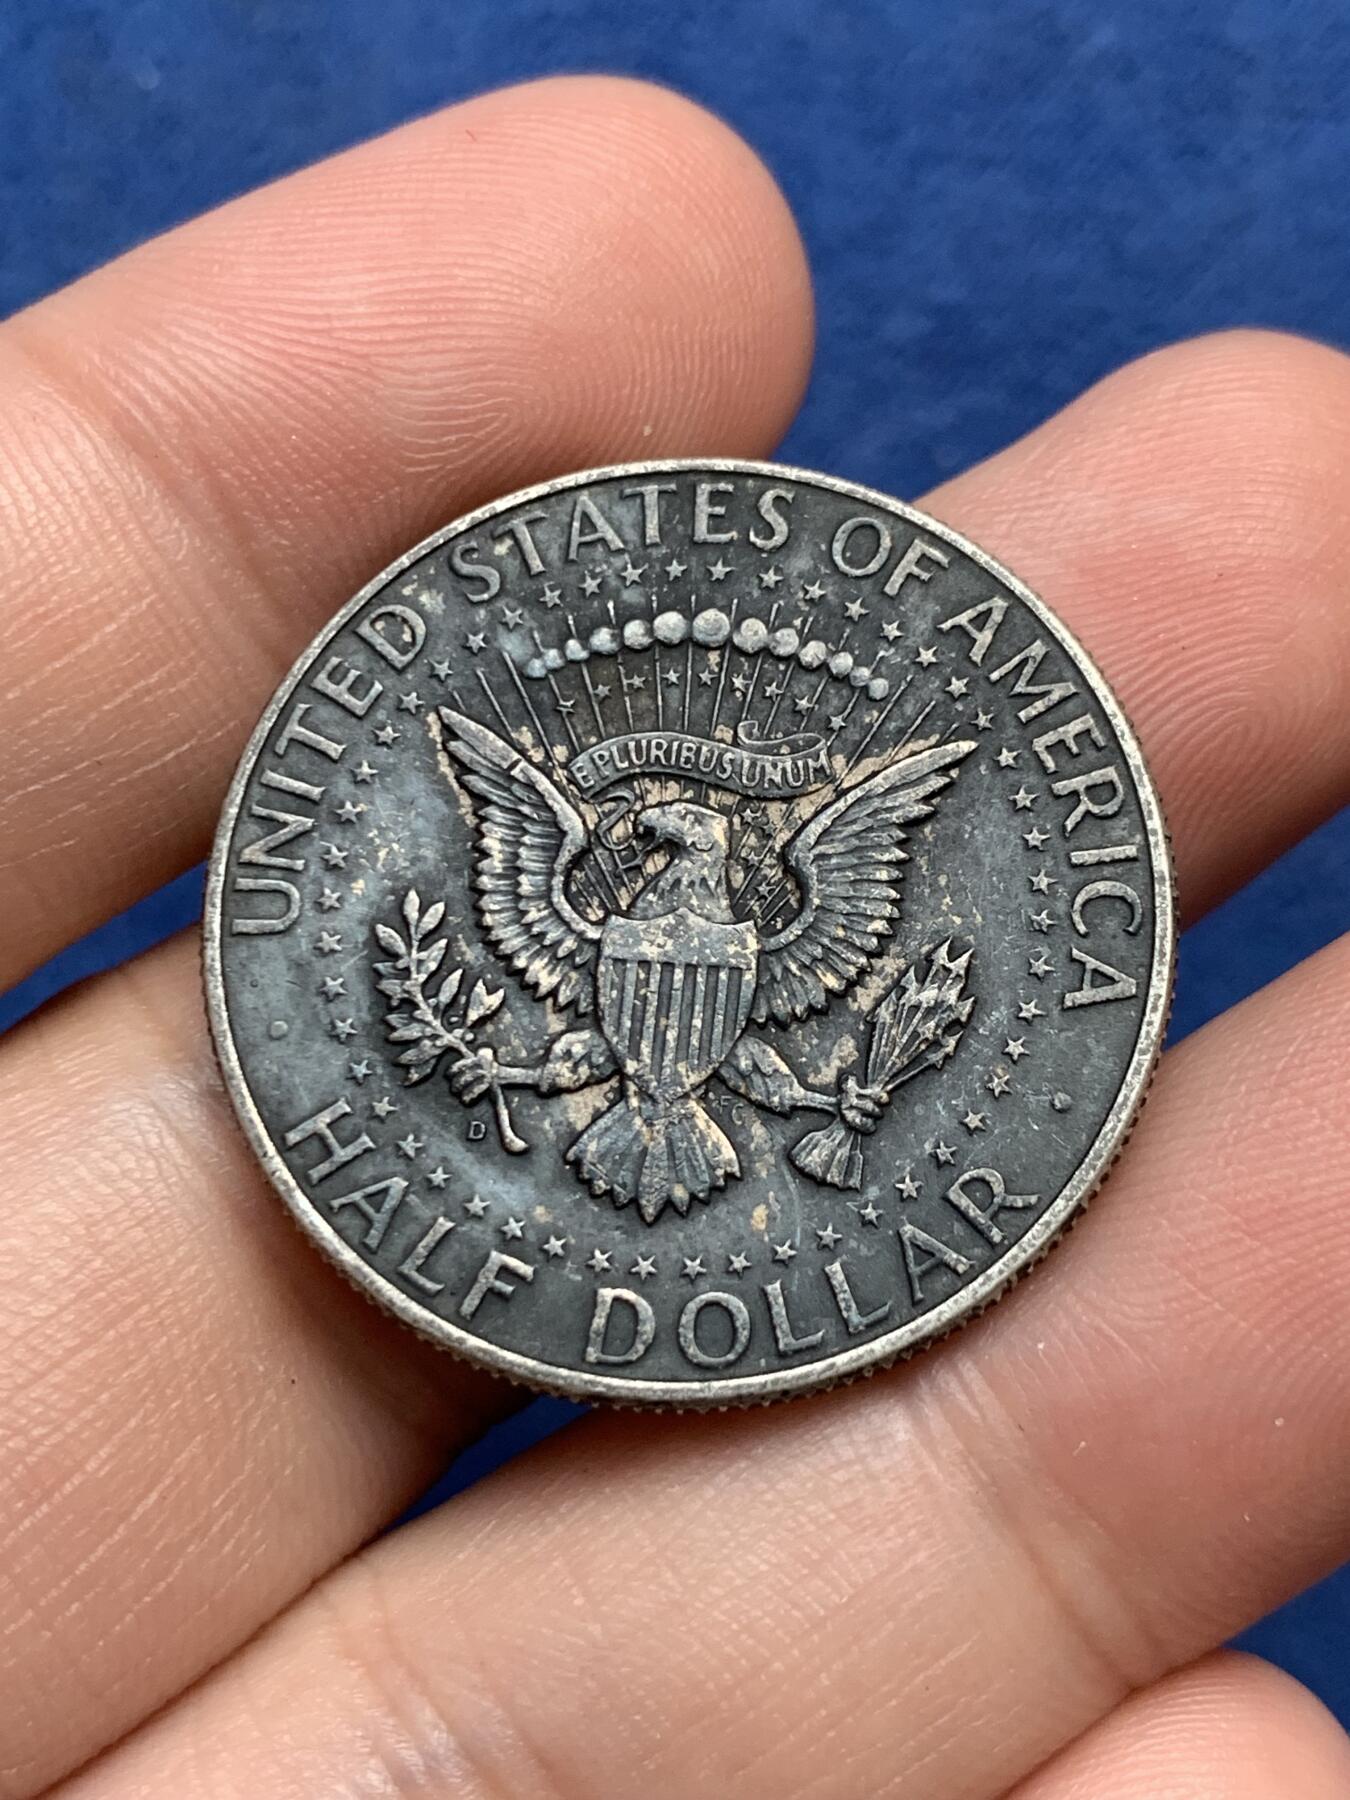 UNITED STATES OF AMERICA
E PLURIBUS UNUM
D
FG
HALF DOLLAR